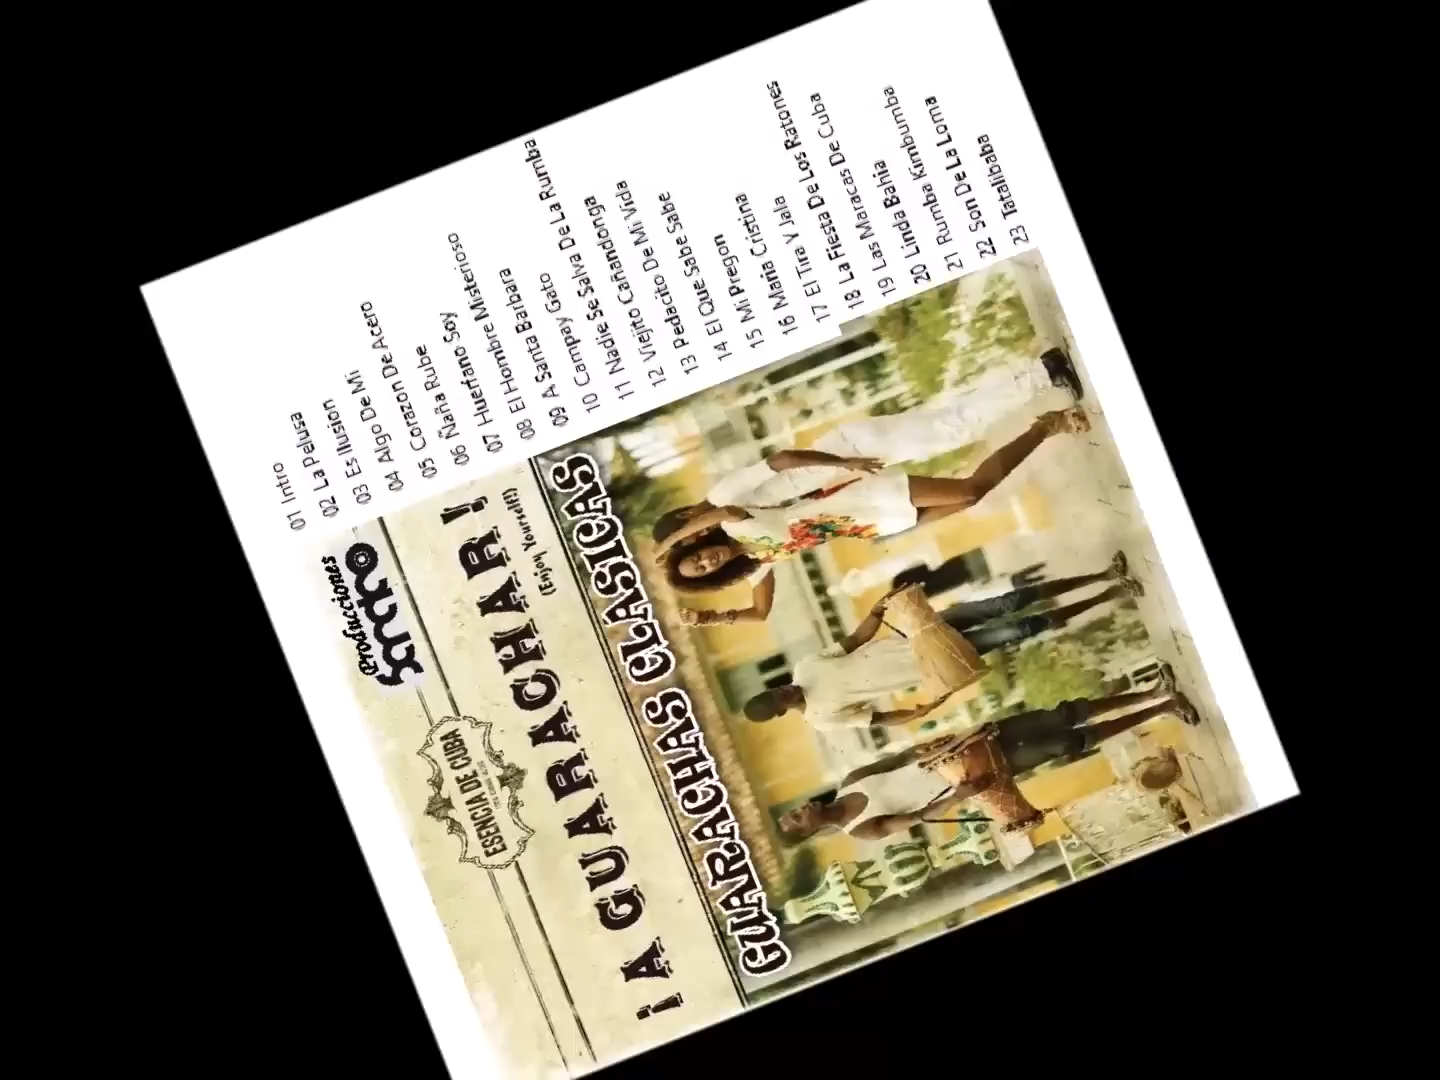 Producciones
ESENCIA DE CUBA
¡A GUARACHAR!
(Enjoy Yourself!)
GUARACHAS CLASICAS
01 Intro
02 La Pelusa
03 Es Ilusion
04 Algo De Mi
05 Corazon De Acero
06 Ñaña Rube
07 Huerfano Soy
08 El Hombre Misterioso
09 A Santa Barbara
10 Campay Gato
11 Nadie Se Salva De La Rumba
12 Viejito Cañandonga
13 Pedacito De Mi Vida
14 El Que Sabe Sabe
15 Mi Pregon
16 Maria Cristina
17 El Tira Y Jala
18 La Fiesta De Los Ratones
19 Las Maracas De Cuba
20 Linda Bahia
21 Rumba Kimbumba
22 Son De La Loma
23 Tatalibaba